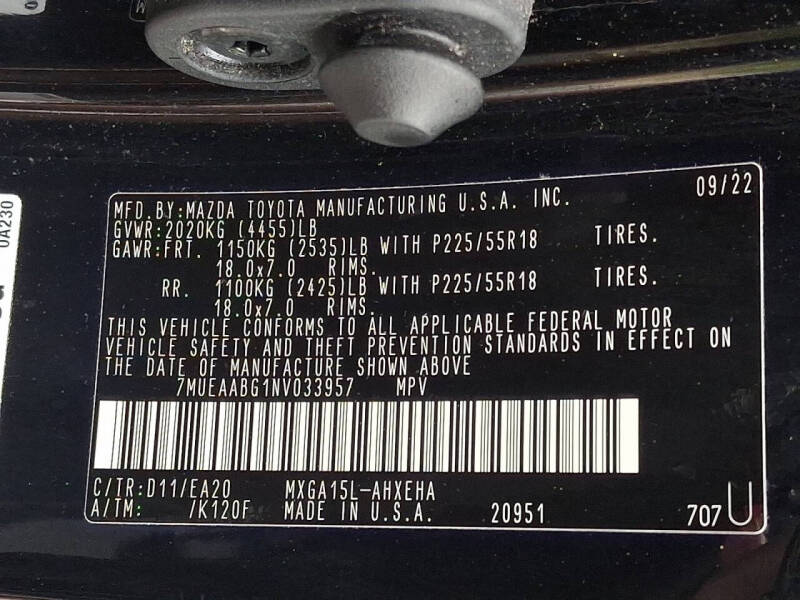 0A230
MFD.BY:MAZDA TOYOTA MANUFACTURING U.S.A. INC. 09/22
GVWR:2020KG (4455)LB
GAWR:FRT. 1150KG (2535)LB WITH P225/55R18 TIRES.
18.0x7.0 RIMS.
RR. 1100KG (2425)LB WITH P225/55R18 TIRES.
18.0x7.0 RIMS.
THIS VEHICLE CONFORMS TO ALL APPLICABLE FEDERAL MOTOR
VEHICLE SAFETY AND THEFT PREVENTION STANDARDS IN EFFECT ON
THE DATE OF MANUFACTURE SHOWN ABOVE
7MUEAABG1NV033957 MPV
C/TR:D11/EA20 MXGA15L-AHXEHA
A/TM: /K120F MADE IN U.S.A. 20951 707 U